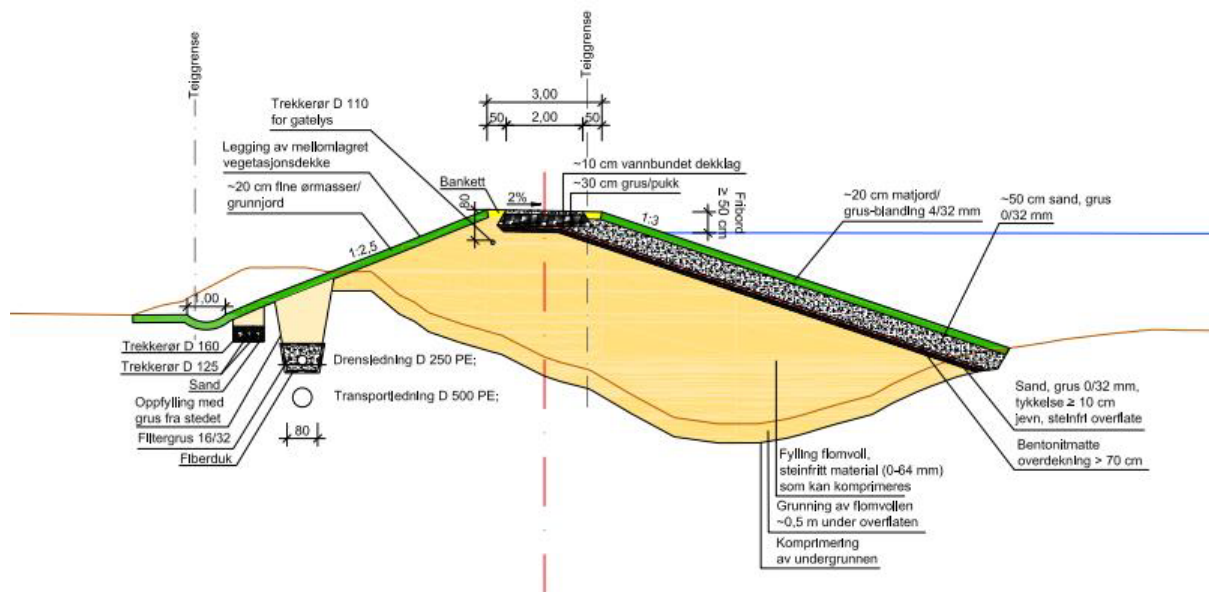 Teiggrense
Teiggrense
3,00
50
2,00
50
Trekkerør D 110
for gatelys
Legging av mellomlagret
vegetasjonsdekke
~20 cm fine ørmasser/
grunnjord
Bankett
80
2%
~10 cm vannbundet dekklag
~30 cm grus/pukk
Fribord
≥ 50 cm
~20 cm matjord/
grus-blanding 4/32 mm
~50 cm sand, grus
0/32 mm
1:2,5
1:3
1,00
Trekkerør D 160
Trekkerør D 125
Sand
Oppfylling med
grus fra stedet
Filtergrus 16/32
Fiberduk
Drensledning D 250 PE;
Transportledning D 500 PE;
80
Sand, grus 0/32 mm,
tykkelse ≥ 10 cm
jevn, steinfri overflate
Bentonitmatte
overdekning > 70 cm
Fylling flomvoll,
steinfritt material (0-64 mm)
som kan komprimeres
Grunning av flomvollen
~0,5 m under overflaten
Komprimering
av undergrunnen